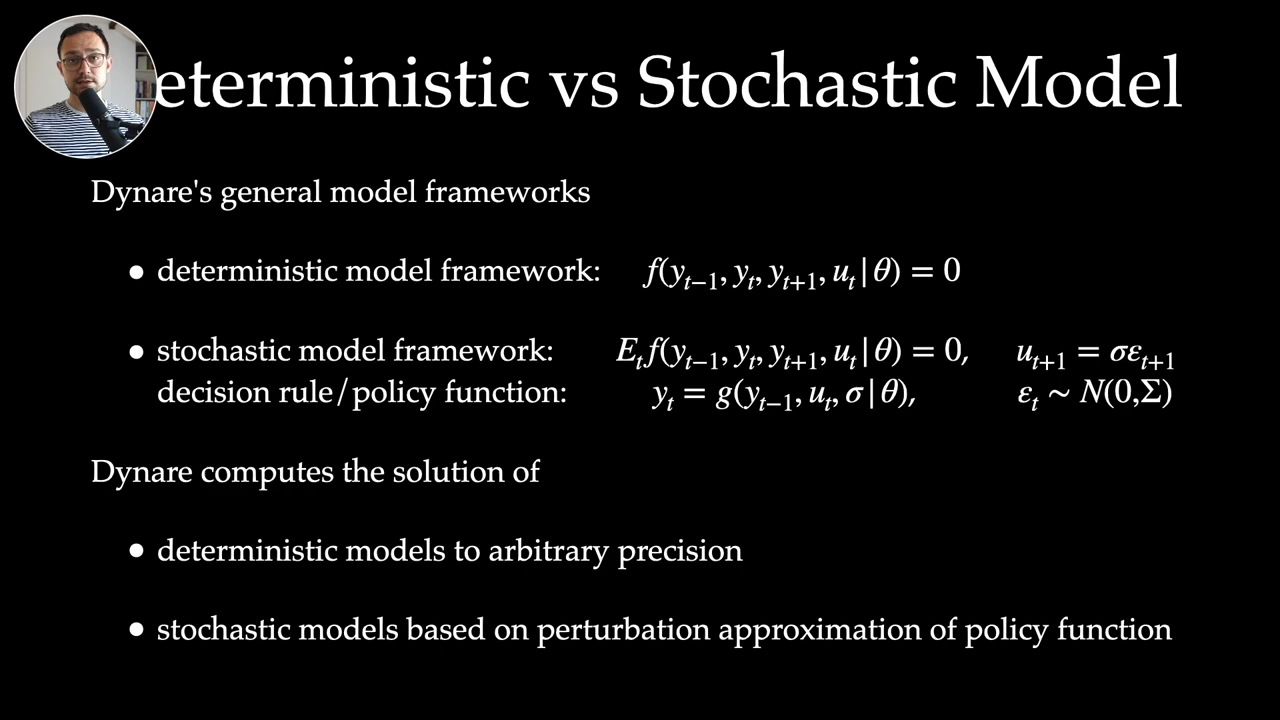 eterministic vs Stochastic Model
Dynare's general model frameworks
● deterministic model framework: f(y_{t−1}, y_t, y_{t+1}, u_t | θ) = 0
● stochastic model framework: E_t f(y_{t−1}, y_t, y_{t+1}, u_t | θ) = 0, u_{t+1} = σε_{t+1}
decision rule/policy function: y_t = g(y_{t−1}, u_t, σ | θ), ε_t ∼ N(0,Σ)
Dynare computes the solution of
● deterministic models to arbitrary precision
● stochastic models based on perturbation approximation of policy function